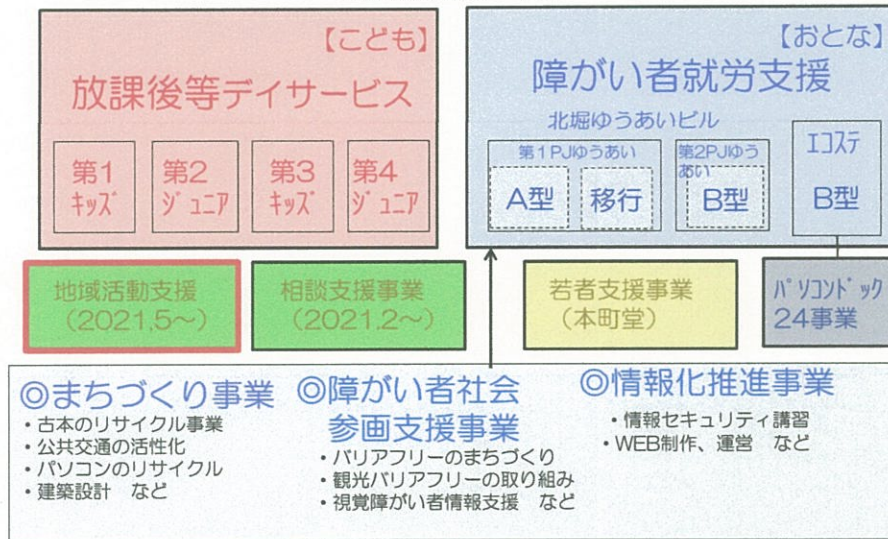 【こども】
放課後等デイサービス
第1
キッズ
第2
ジュニア
第3
キッズ
第4
ジュニア
【おとな】
障がい者就労支援
北堀ゆうあいビル
第1PJゆうあい
A型
移行
第2PJゆう
あい
B型
エコステ
B型
地域活動支援
(2021,5～)
相談支援事業
(2021,2～)
若者支援事業
(本町堂)
パソコンドック
24事業
◎まちづくり事業
・古本のリサイクル事業
・公共交通の活性化
・パソコンのリサイクル
・建築設計 など
◎障がい者社会
参画支援事業
・バリアフリーのまちづくり
・観光バリアフリーの取り組み
・視覚障がい者情報支援 など
◎情報化推進事業
・情報セキュリティ講習
・WEB制作、運営 など